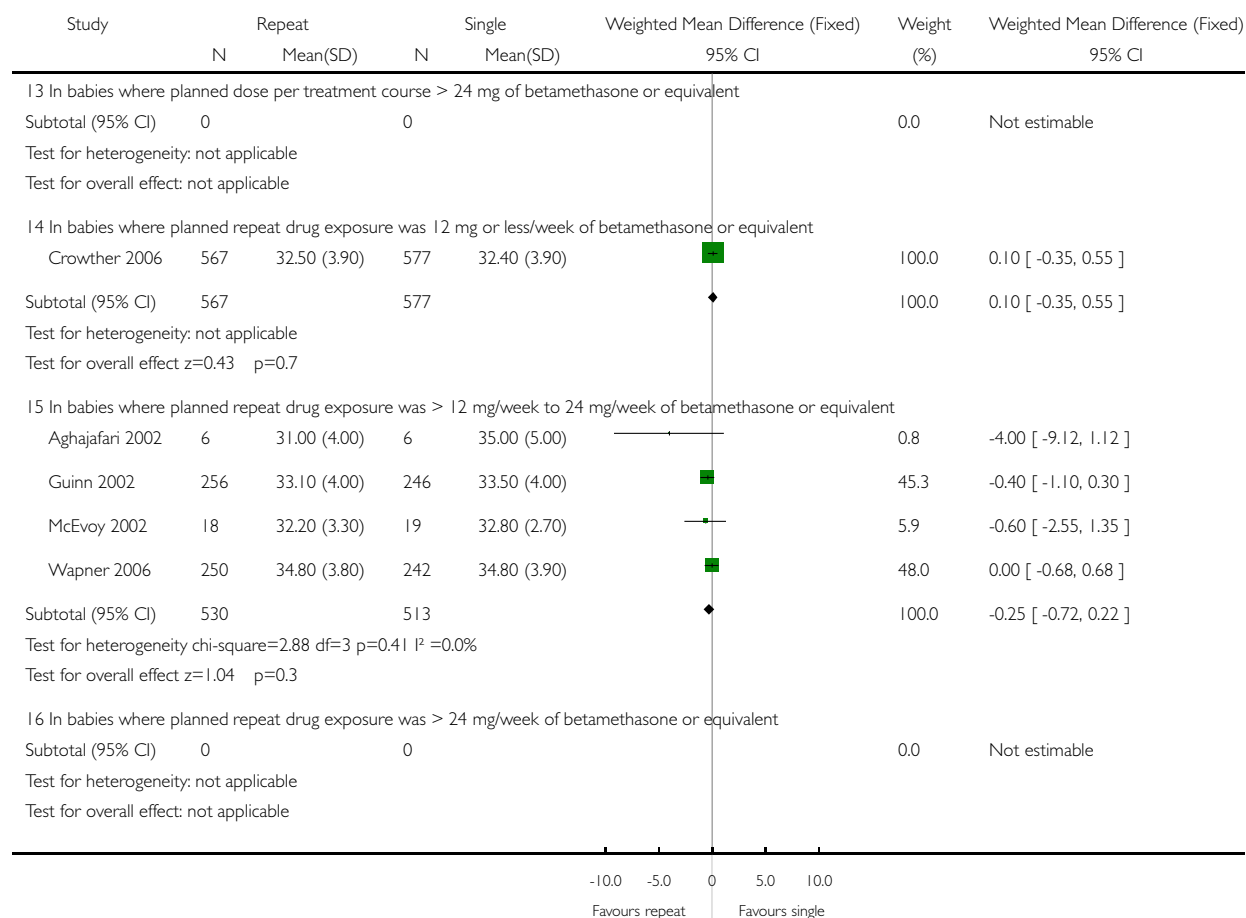 Study Repeat Single Weighted Mean Difference (Fixed) Weight Weighted Mean Difference (Fixed)
N Mean(SD) N Mean(SD) 95% CI (%) 95% CI
13 In babies where planned dose per treatment course > 24 mg of betamethasone or equivalent
Subtotal (95% CI) 0 0 0.0 Not estimable
Test for heterogeneity: not applicable
Test for overall effect: not applicable
14 In babies where planned repeat drug exposure was 12 mg or less/week of betamethasone or equivalent
Crowther 2006 567 32.50 (3.90) 577 32.40 (3.90) 100.0 0.10 [ -0.35, 0.55 ]
Subtotal (95% CI) 567 577 100.0 0.10 [ -0.35, 0.55 ]
Test for heterogeneity: not applicable
Test for overall effect z=0.43 p=0.7
15 In babies where planned repeat drug exposure was > 12 mg/week to 24 mg/week of betamethasone or equivalent
Aghajafari 2002 6 31.00 (4.00) 6 35.00 (5.00) 0.8 -4.00 [ -9.12, 1.12 ]
Guinn 2002 256 33.10 (4.00) 246 33.50 (4.00) 45.3 -0.40 [ -1.10, 0.30 ]
McEvoy 2002 18 32.20 (3.30) 19 32.80 (2.70) 5.9 -0.60 [ -2.55, 1.35 ]
Wapner 2006 250 34.80 (3.80) 242 34.80 (3.90) 48.0 0.00 [ -0.68, 0.68 ]
Subtotal (95% CI) 530 513 100.0 -0.25 [ -0.72, 0.22 ]
Test for heterogeneity chi-square=2.88 df=3 p=0.41 I² =0.0%
Test for overall effect z=1.04 p=0.3
16 In babies where planned repeat drug exposure was > 24 mg/week of betamethasone or equivalent
Subtotal (95% CI) 0 0 0.0 Not estimable
Test for heterogeneity: not applicable
Test for overall effect: not applicable
-10.0 -5.0 0 5.0 10.0
Favours repeat Favours single